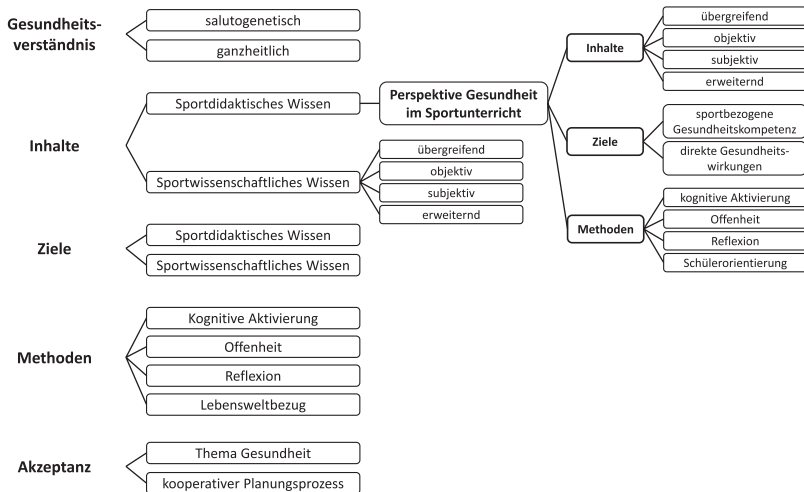 Gesundheits-
verständnis
salutogenetisch
ganzheitlich
Inhalte
Sportdidaktisches Wissen
Sportwissenschaftliches Wissen
übergreifend
objektiv
subjektiv
erweiternd
Perspektive Gesundheit
im Sportunterricht
Inhalte
übergreifend
objektiv
subjektiv
erweiternd
Ziele
sportbezogene
Gesundheitskompetenz
direkte Gesundheits-
wirkungen
Methoden
kognitive Aktivierung
Offenheit
Reflexion
Schülerorientierung
Ziele
Sportdidaktisches Wissen
Sportwissenschaftliches Wissen
Methoden
Kognitive Aktivierung
Offenheit
Reflexion
Lebensweltbezug
Akzeptanz
Thema Gesundheit
kooperativer Planungsprozess